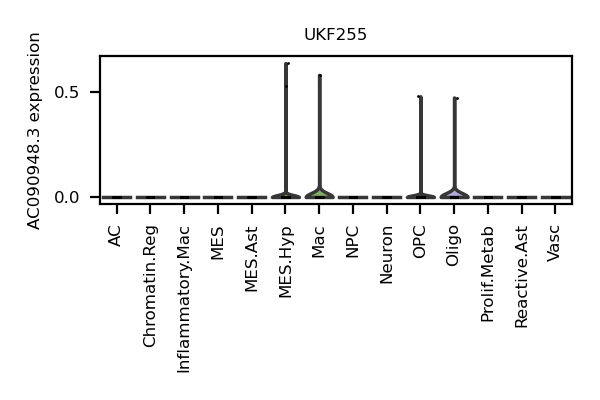 UKF255
AC090948.3 expression
0.5
0.0
AC
Chromatin.Reg
Inflammatory.Mac
MES
MES.Ast
MES.Hyp
Mac
NPC
Neuron
OPC
Oligo
Prolif.Metab
Reactive.Ast
Vasc